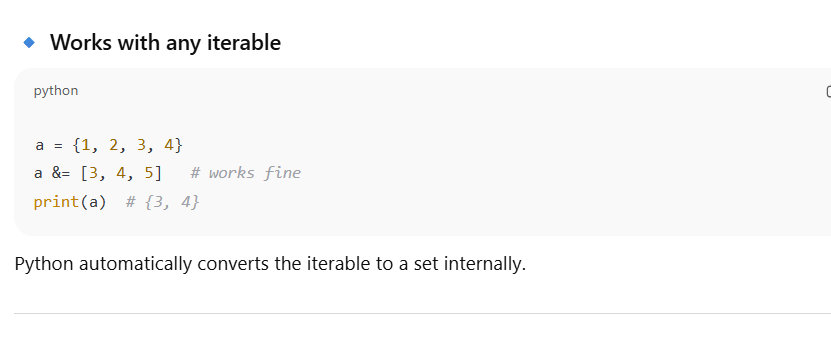 Works with any iterable
python
a = {1, 2, 3, 4}
a &= [3, 4, 5]   # works fine
print(a)  # {3, 4}
Python automatically converts the iterable to a set internally.